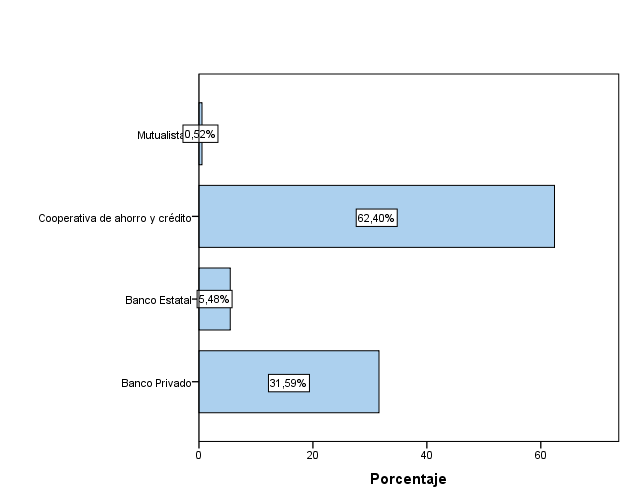 Mutualista
0,52%
Cooperativa de ahorro y crédito
62,40%
Banco Estatal
5,48%
Banco Privado
31,59%
0 20 40 60
Porcentaje